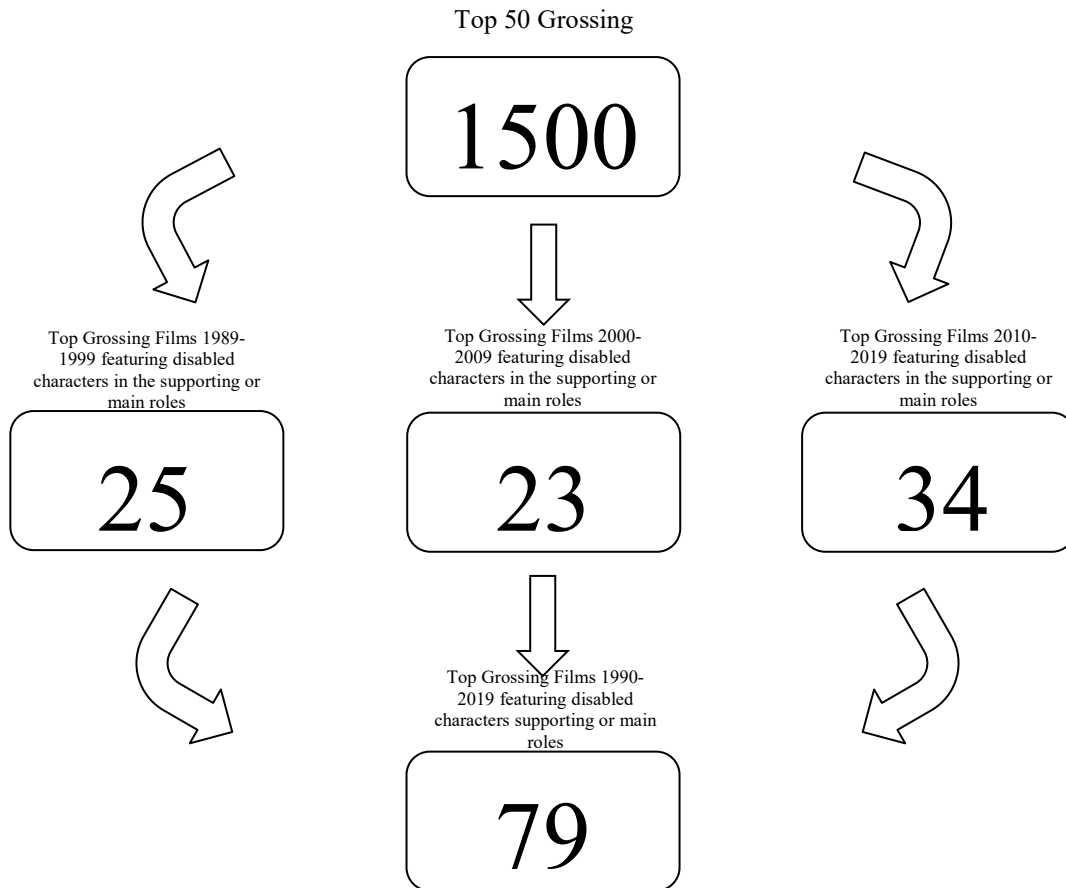 Top 50 Grossing
1500
Top Grossing Films 1989-
1999 featuring disabled
characters in the supporting or
main roles
25
Top Grossing Films 2000-
2009 featuring disabled
characters in the supporting or
main roles
23
Top Grossing Films 2010-
2019 featuring disabled
characters in the supporting or
main roles
34
Top Grossing Films 1990-
2019 featuring disabled
characters supporting or main
roles
79